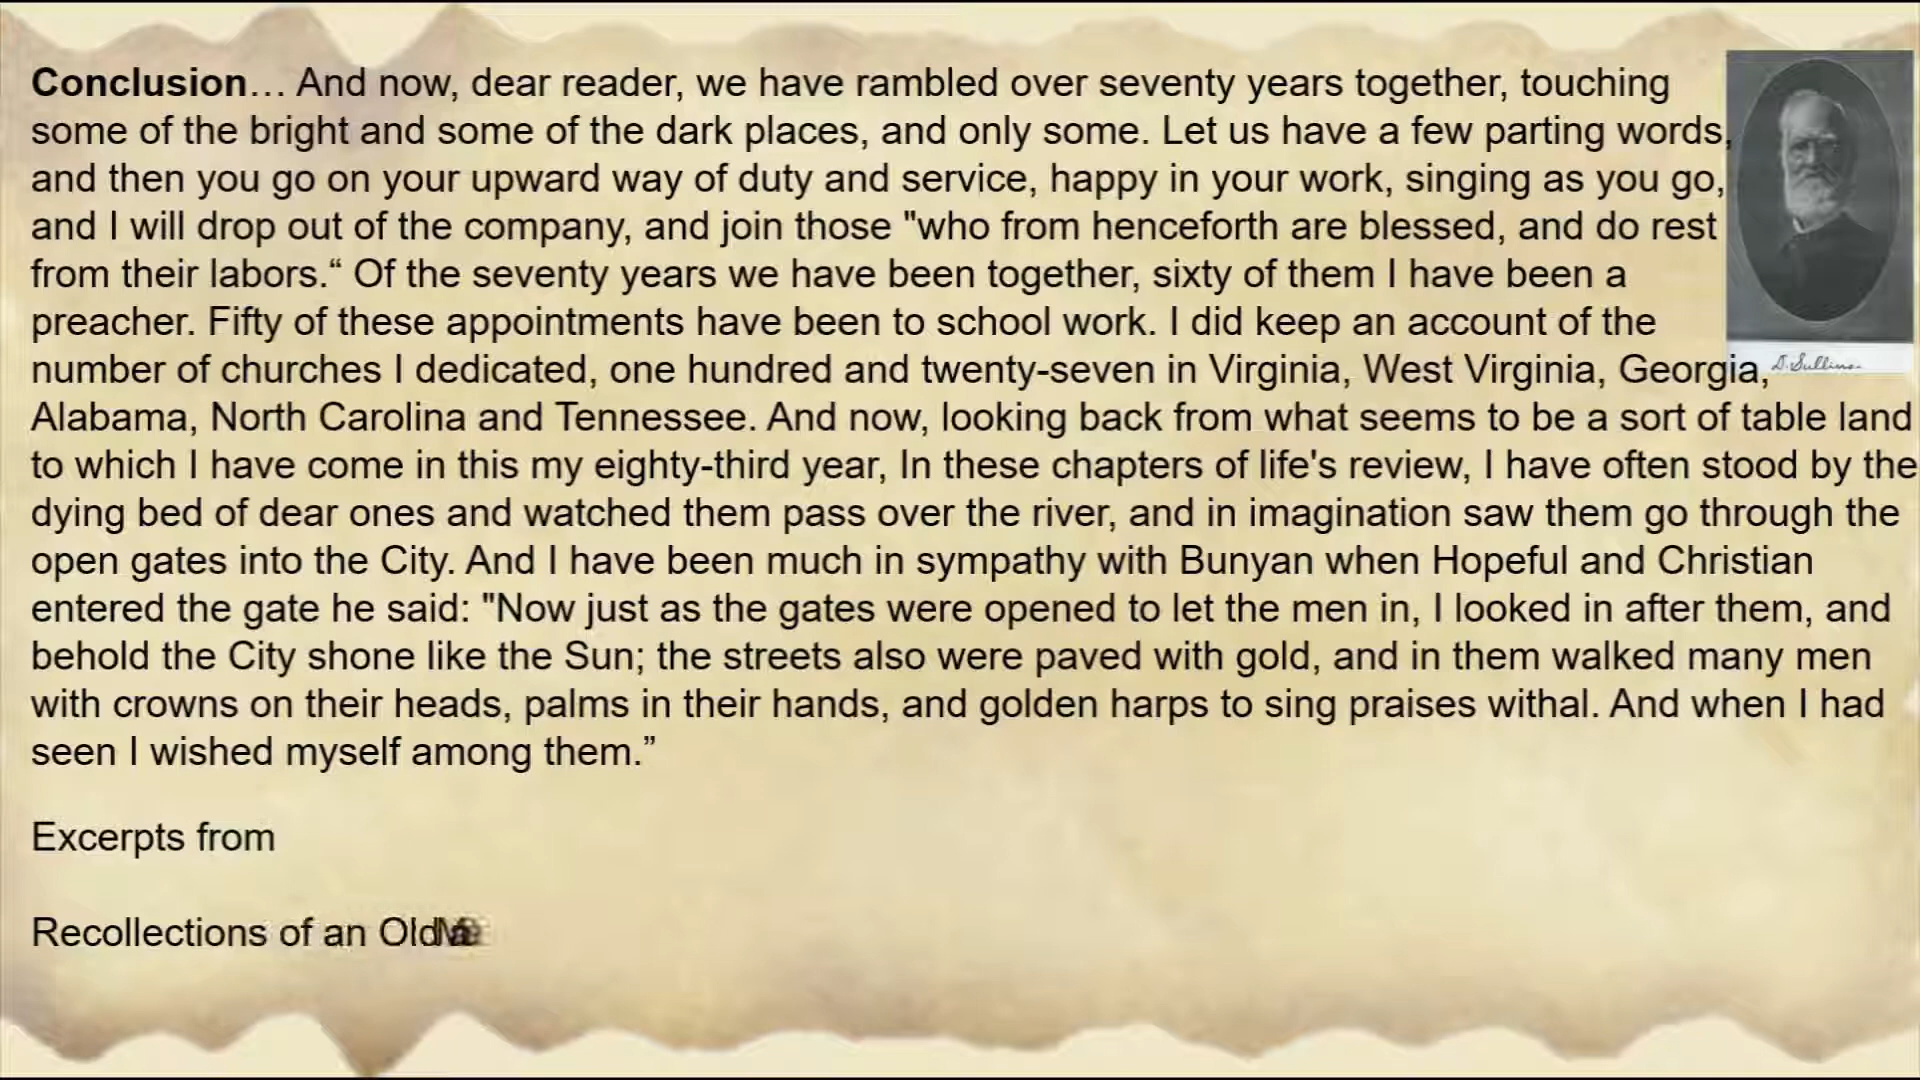 Conclusion… And now, dear reader, we have rambled over seventy years together, touching
some of the bright and some of the dark places, and only some. Let us have a few parting words,
and then you go on your upward way of duty and service, happy in your work, singing as you go,
and I will drop out of the company, and join those "who from henceforth are blessed, and do rest
from their labors.“ Of the seventy years we have been together, sixty of them I have been a
preacher. Fifty of these appointments have been to school work. I did keep an account of the
number of churches I dedicated, one hundred and twenty-seven in Virginia, West Virginia, Georgia,
Alabama, North Carolina and Tennessee. And now, looking back from what seems to be a sort of table land
to which I have come in this my eighty-third year, In these chapters of life's review, I have often stood by the
dying bed of dear ones and watched them pass over the river, and in imagination saw them go through the
open gates into the City. And I have been much in sympathy with Bunyan when Hopeful and Christian
entered the gate he said: "Now just as the gates were opened to let the men in, I looked in after them, and
behold the City shone like the Sun; the streets also were paved with gold, and in them walked many men
with crowns on their heads, palms in their hands, and golden harps to sing praises withal. And when I had
seen I wished myself among them.”
Excerpts from
Recollections of an Old
D. Sullins